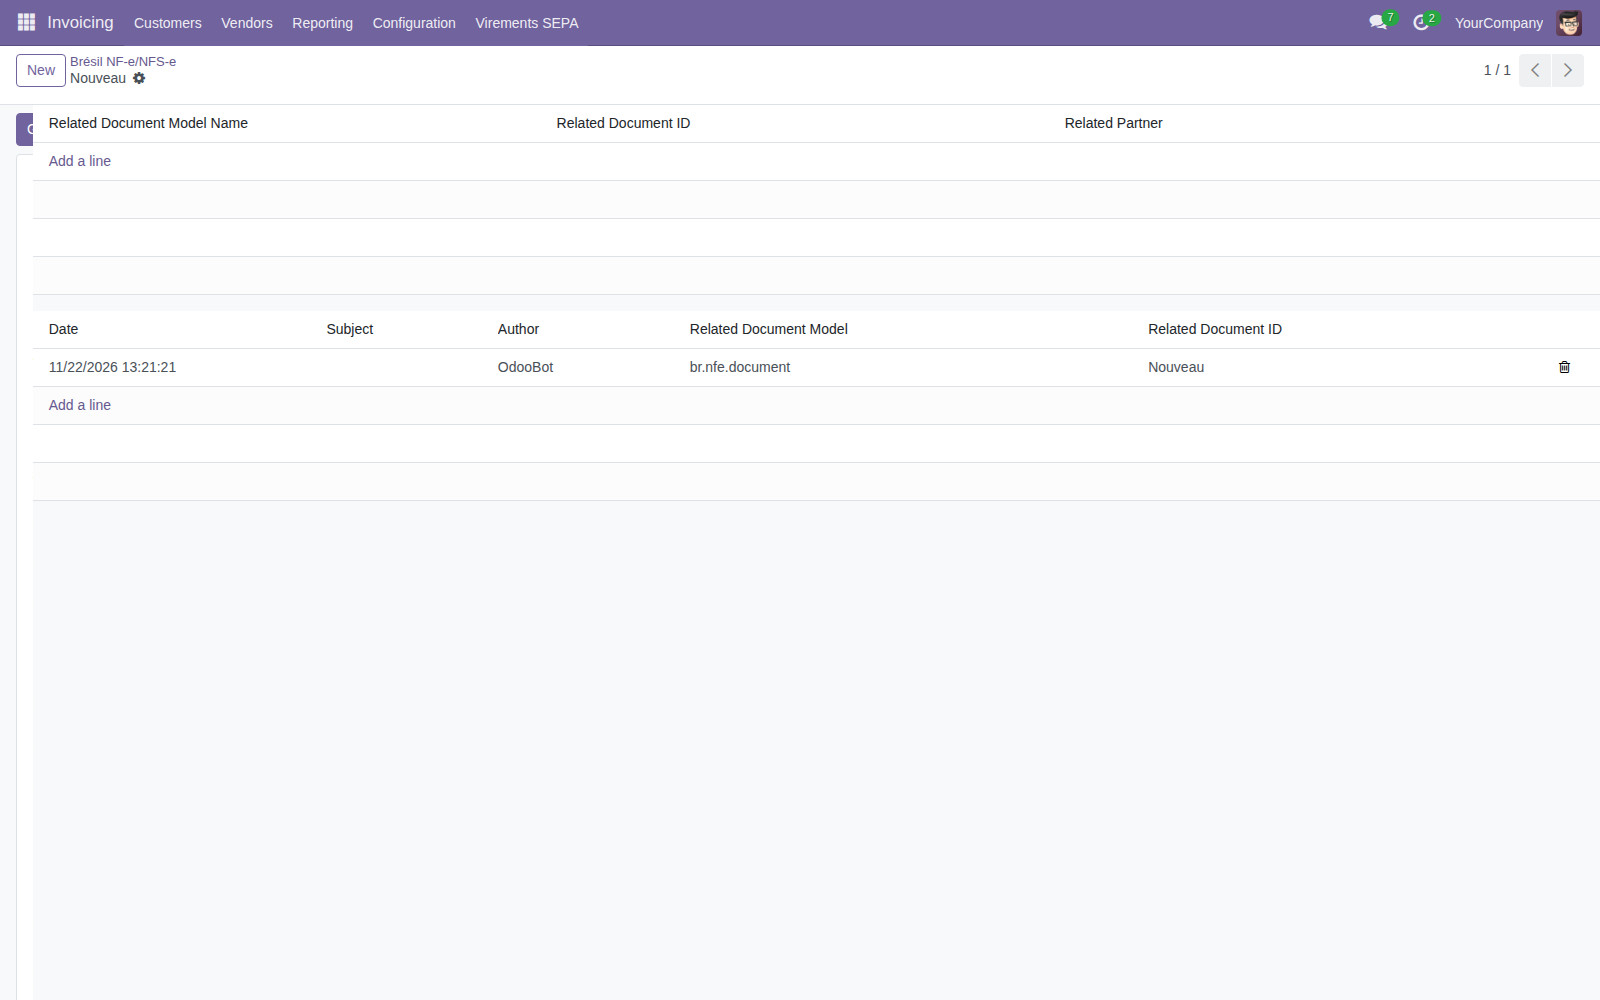 Invoicing Customers Vendors Reporting Configuration Virements SEPA 7 2 YourCompany
New Brésil NF-e/NFS-e
Nouveau 1 / 1
Related Document Model Name Related Document ID Related Partner
Add a line
Date Subject Author Related Document Model Related Document ID
11/22/2026 13:21:21 OdooBot br.nfe.document Nouveau
Add a line